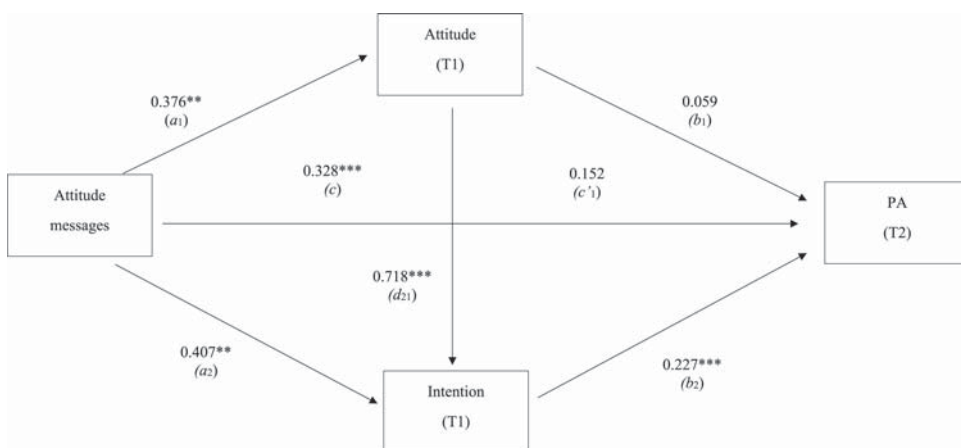 Attitude
(T1)
0.376**
(a1)
0.059
(b1)
0.328***
(c)
0.152
(c'1)
Attitude
messages
PA
(T2)
0.718***
(d21)
0.407**
(a2)
0.227***
(b2)
Intention
(T1)